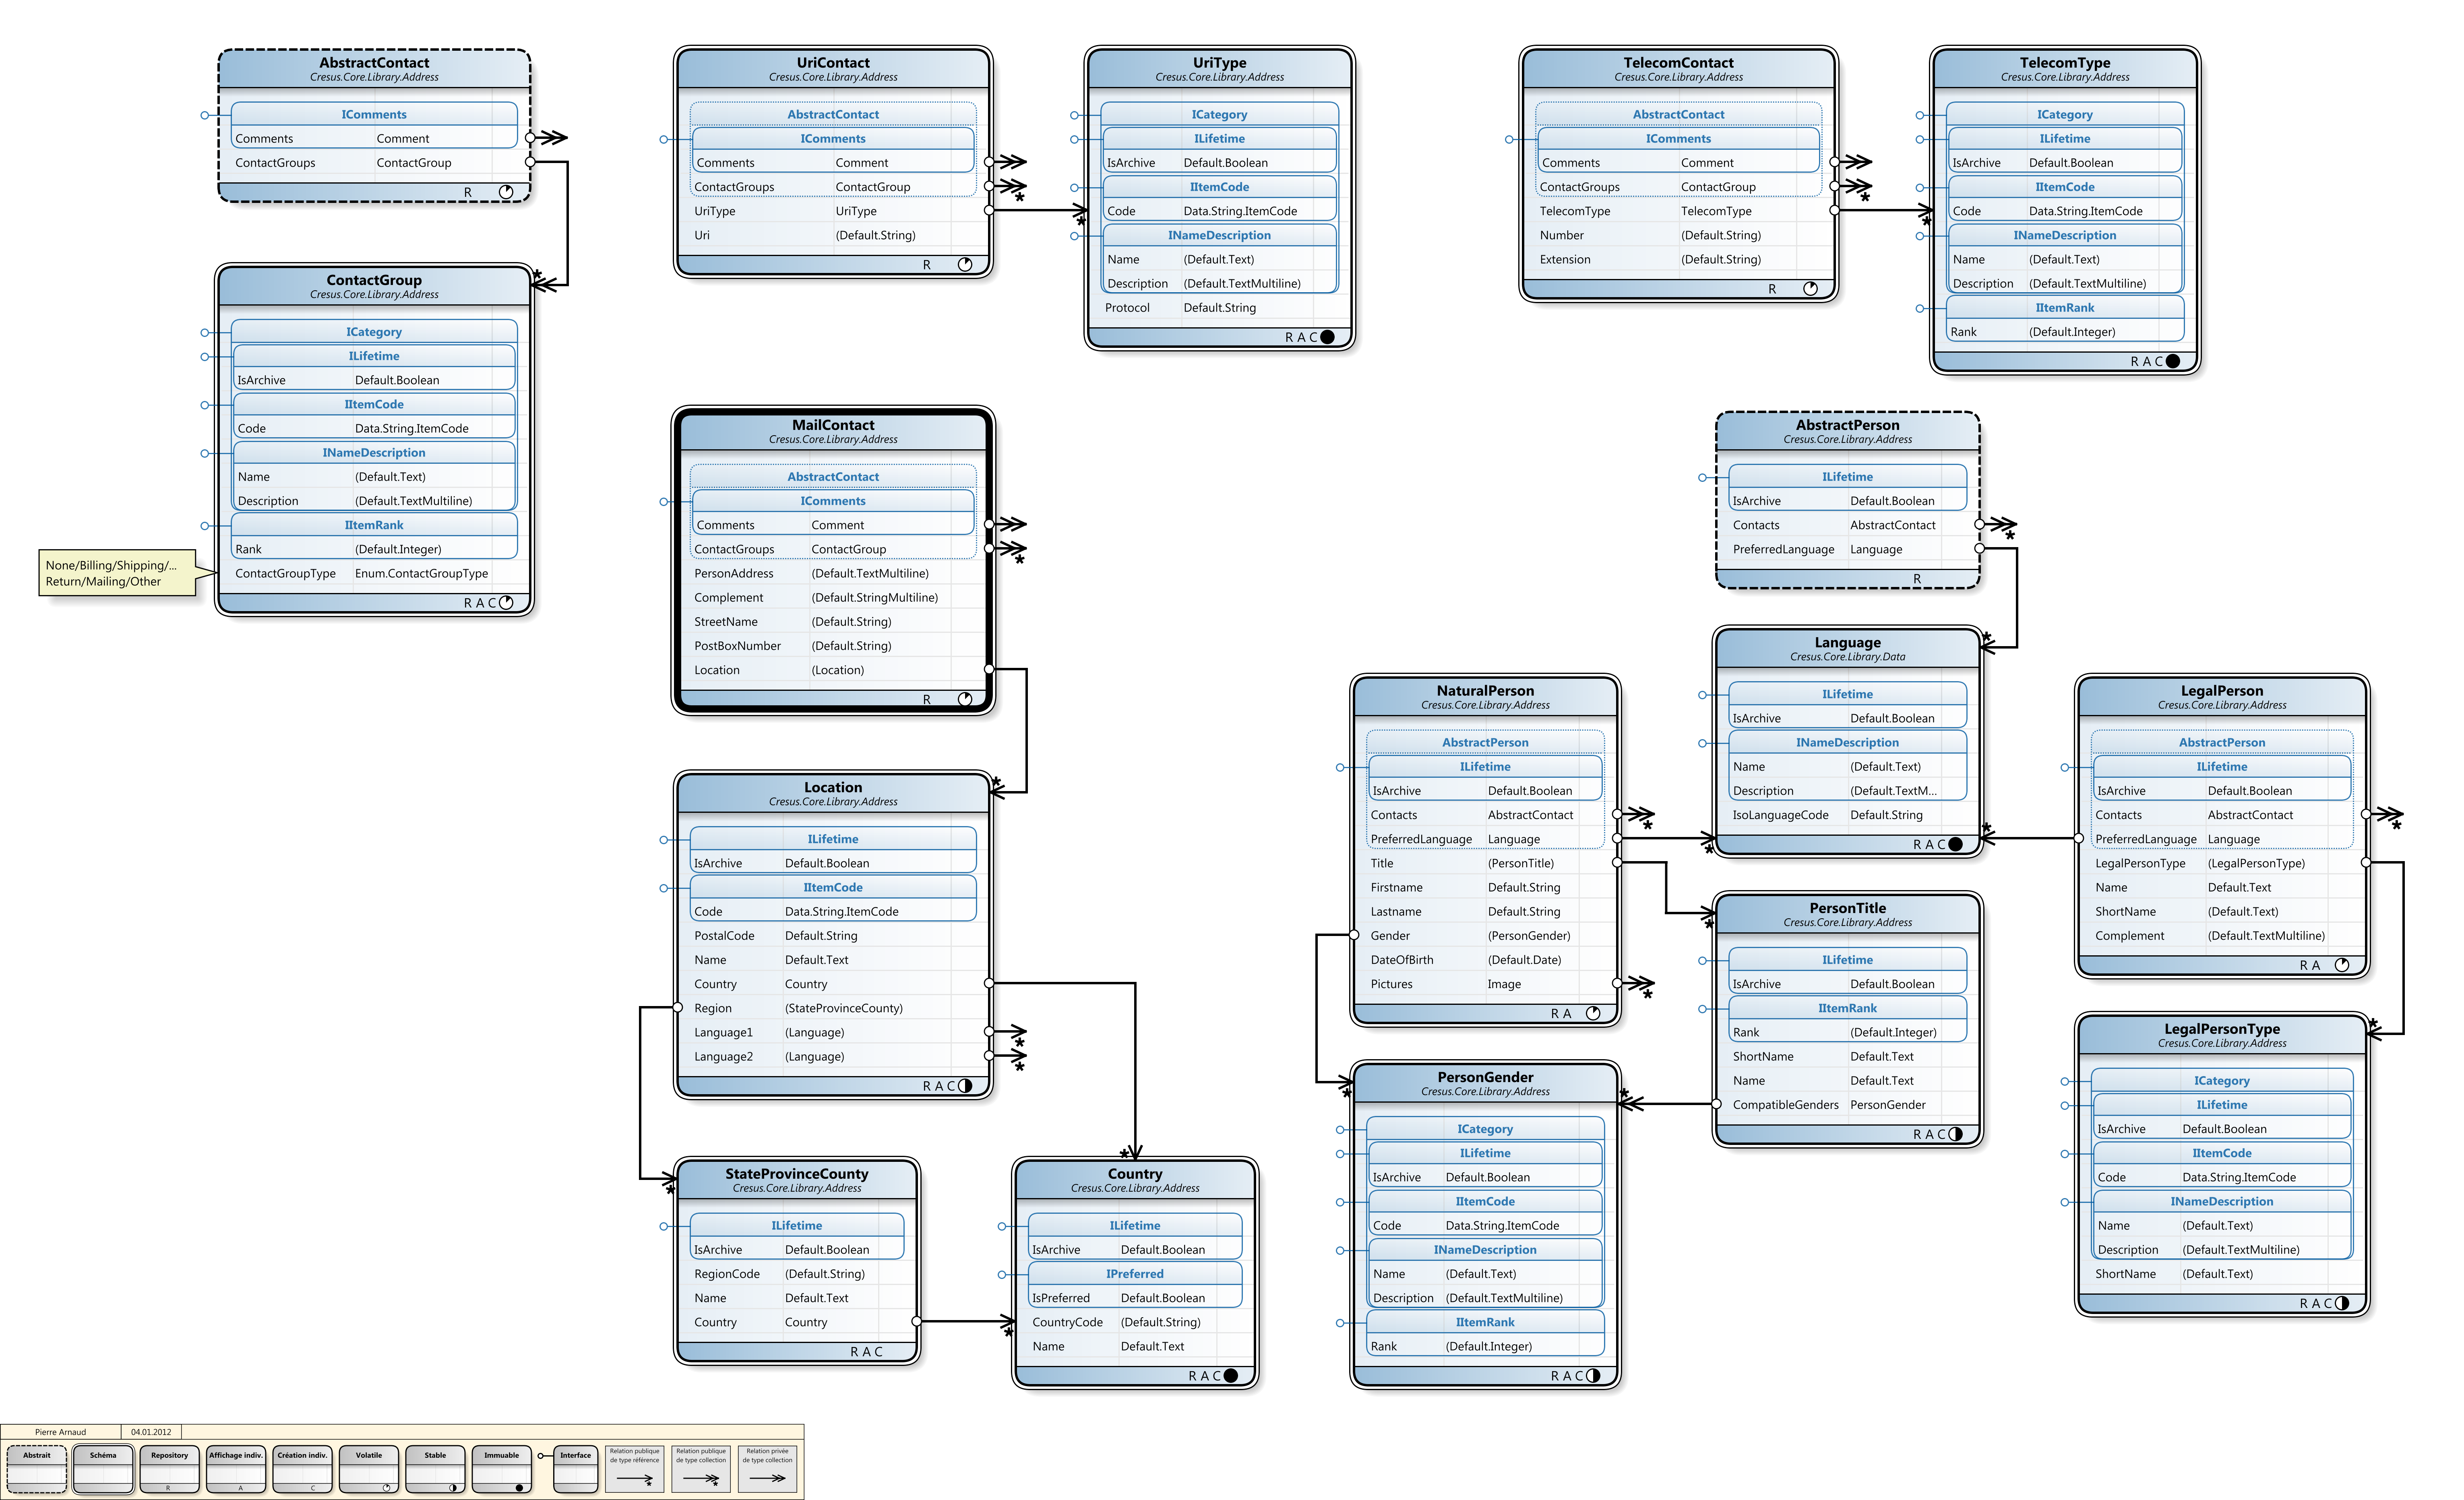 AbstractContact
Cresus.Core.Library.Address
IComments
Comments Comment
ContactGroups ContactGroup
R
ContactGroup
Cresus.Core.Library.Address
ICategory
ILifetime
IsArchive Default.Boolean
IItemCode
Code Data.String.ItemCode
INameDescription
Name (Default.Text)
Description (Default.TextMultiline)
IItemRank
Rank (Default.Integer)
ContactGroupType Enum.ContactGroupType
R A C
None/Billing/Shipping/...
Return/Mailing/Other
UriContact
Cresus.Core.Library.Address
AbstractContact
IComments
Comments Comment
ContactGroups ContactGroup
UriType UriType
Uri (Default.String)
R
UriType
Cresus.Core.Library.Address
ICategory
ILifetime
IsArchive Default.Boolean
IItemCode
Code Data.String.ItemCode
INameDescription
Name (Default.Text)
Description (Default.TextMultiline)
Protocol Default.String
R A C
TelecomContact
Cresus.Core.Library.Address
AbstractContact
IComments
Comments Comment
ContactGroups ContactGroup
TelecomType TelecomType
Number (Default.String)
Extension (Default.String)
R
TelecomType
Cresus.Core.Library.Address
ICategory
ILifetime
IsArchive Default.Boolean
IItemCode
Code Data.String.ItemCode
INameDescription
Name (Default.Text)
Description (Default.TextMultiline)
IItemRank
Rank (Default.Integer)
R A C
MailContact
Cresus.Core.Library.Address
AbstractContact
IComments
Comments Comment
ContactGroups ContactGroup
PersonAddress (Default.TextMultiline)
Complement (Default.StringMultiline)
StreetName (Default.String)
PostBoxNumber (Default.String)
Location (Location)
R
Location
Cresus.Core.Library.Address
ILifetime
IsArchive Default.Boolean
IItemCode
Code Data.String.ItemCode
PostalCode Default.String
Name Default.Text
Country Country
Region (StateProvinceCounty)
Language1 (Language)
Language2 (Language)
R A C
StateProvinceCounty
Cresus.Core.Library.Address
ILifetime
IsArchive Default.Boolean
RegionCode (Default.String)
Name Default.Text
Country Country
R A C
Country
Cresus.Core.Library.Address
ILifetime
IsArchive Default.Boolean
IPreferred
IsPreferred Default.Boolean
CountryCode (Default.String)
Name Default.Text
R A C
AbstractPerson
Cresus.Core.Library.Address
ILifetime
IsArchive Default.Boolean
Contacts AbstractContact
PreferredLanguage Language
R
Language
Cresus.Core.Library.Data
ILifetime
IsArchive Default.Boolean
INameDescription
Name (Default.Text)
Description (Default.TextM...
IsoLanguageCode Default.String
R A C
NaturalPerson
Cresus.Core.Library.Address
AbstractPerson
ILifetime
IsArchive Default.Boolean
Contacts AbstractContact
PreferredLanguage Language
Title (PersonTitle)
Firstname Default.String
Lastname Default.String
Gender (PersonGender)
DateOfBirth (Default.Date)
Pictures Image
R A
PersonTitle
Cresus.Core.Library.Address
ILifetime
IsArchive Default.Boolean
IItemRank
Rank (Default.Integer)
ShortName Default.Text
Name Default.Text
CompatibleGenders PersonGender
R A C
PersonGender
Cresus.Core.Library.Address
ICategory
ILifetime
IsArchive Default.Boolean
IItemCode
Code Data.String.ItemCode
INameDescription
Name (Default.Text)
Description (Default.TextMultiline)
IItemRank
Rank (Default.Integer)
R A C
LegalPerson
Cresus.Core.Library.Address
AbstractPerson
ILifetime
IsArchive Default.Boolean
Contacts AbstractContact
PreferredLanguage Language
LegalPersonType (LegalPersonType)
Name Default.Text
ShortName (Default.Text)
Complement (Default.TextMultiline)
R A
LegalPersonType
Cresus.Core.Library.Address
ICategory
ILifetime
IsArchive Default.Boolean
IItemCode
Code Data.String.ItemCode
INameDescription
Name (Default.Text)
Description (Default.TextMultiline)
ShortName (Default.Text)
R A C
Pierre Arnaud 04.01.2012
Abstrait
Schéma
Repository
R
Affichage indiv.
A
Création indiv.
C
Volatile
Stable
Immuable
Interface
Relation publique
de type référence
Relation publique
de type collection
Relation privée
de type collection